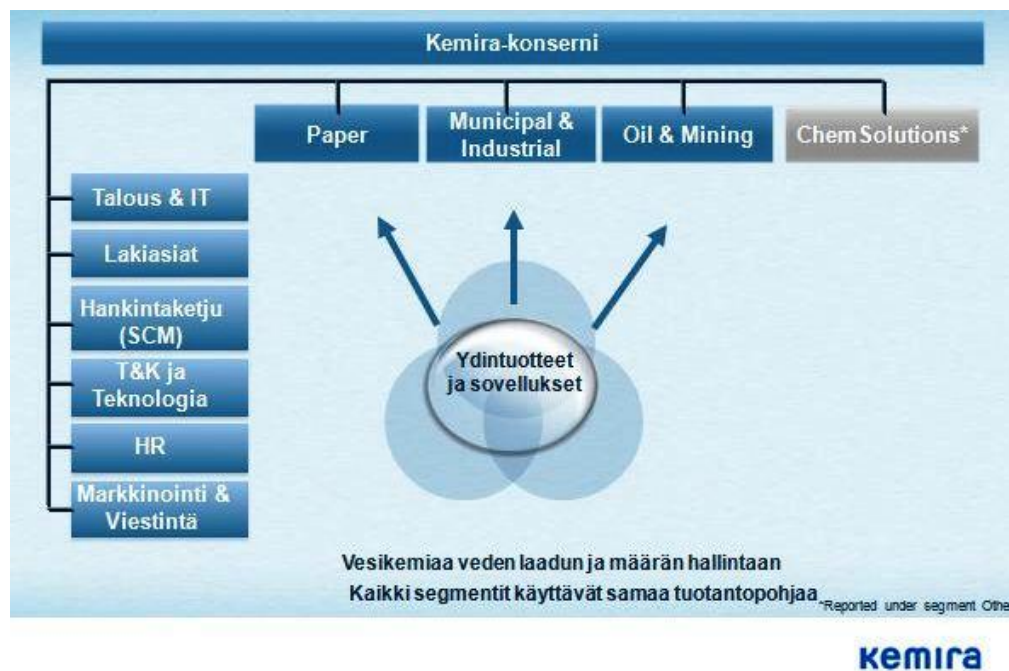 Kemira-konserni
Paper
Municipal &
Industrial
Oil & Mining
ChemSolutions*
Talous & IT
Lakiasiat
Hankintaketju
(SCM)
T&K ja
Teknologia
HR
Markkinointi &
Viestintä
Ydintuotteet
ja sovellukset
Vesikemiaa veden laadun ja määrän hallintaan
Kaikki segmentit käyttävät samaa tuotantopohjaa
*Reported under segment Othe
kemira